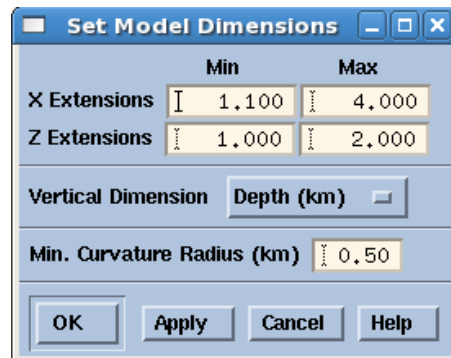 Set Model Dimensions
Min Max
X Extensions 1.100 4.000
Z Extensions 1.000 2.000
Vertical Dimension Depth (km)
Min. Curvature Radius (km) 0.50
OK Apply Cancel Help